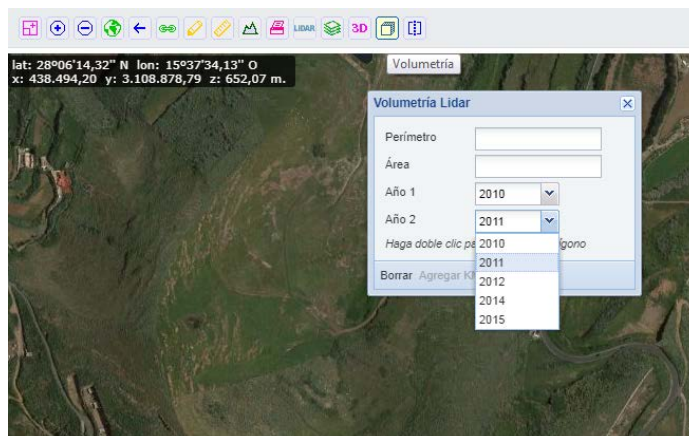 LIDAR 3D
lat: 28º06'14,32'' N lon: 15º37'34,13'' O
x: 438.494,20 y: 3.108.878,79 z: 652,07 m.
Volumetría
Volumetría Lidar
Perímetro
Área
Año 1 2010
Año 2 2011
Haga doble clic
2010
2011
2012
2014
2015
Borrar Agregar